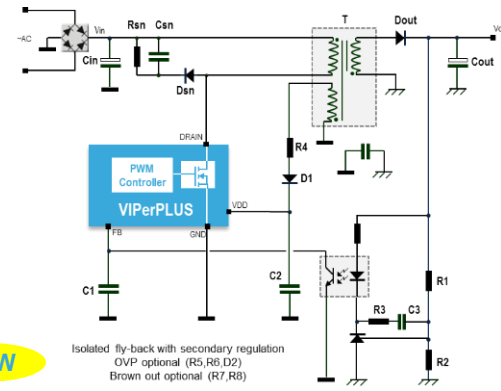 Rsn
Csn
T
Dout
~AC
Vin
Cin
Cout
Dsn
R4
DRAIN
PWM
Controller
D1
VIPerPLUS
VDD
FB
GND
C1
C2
R1
R3
C3
R2
Isolated fly-back with secondary regulation
OVP optional (R5,R6,D2)
Brown out optional (R7,R8)